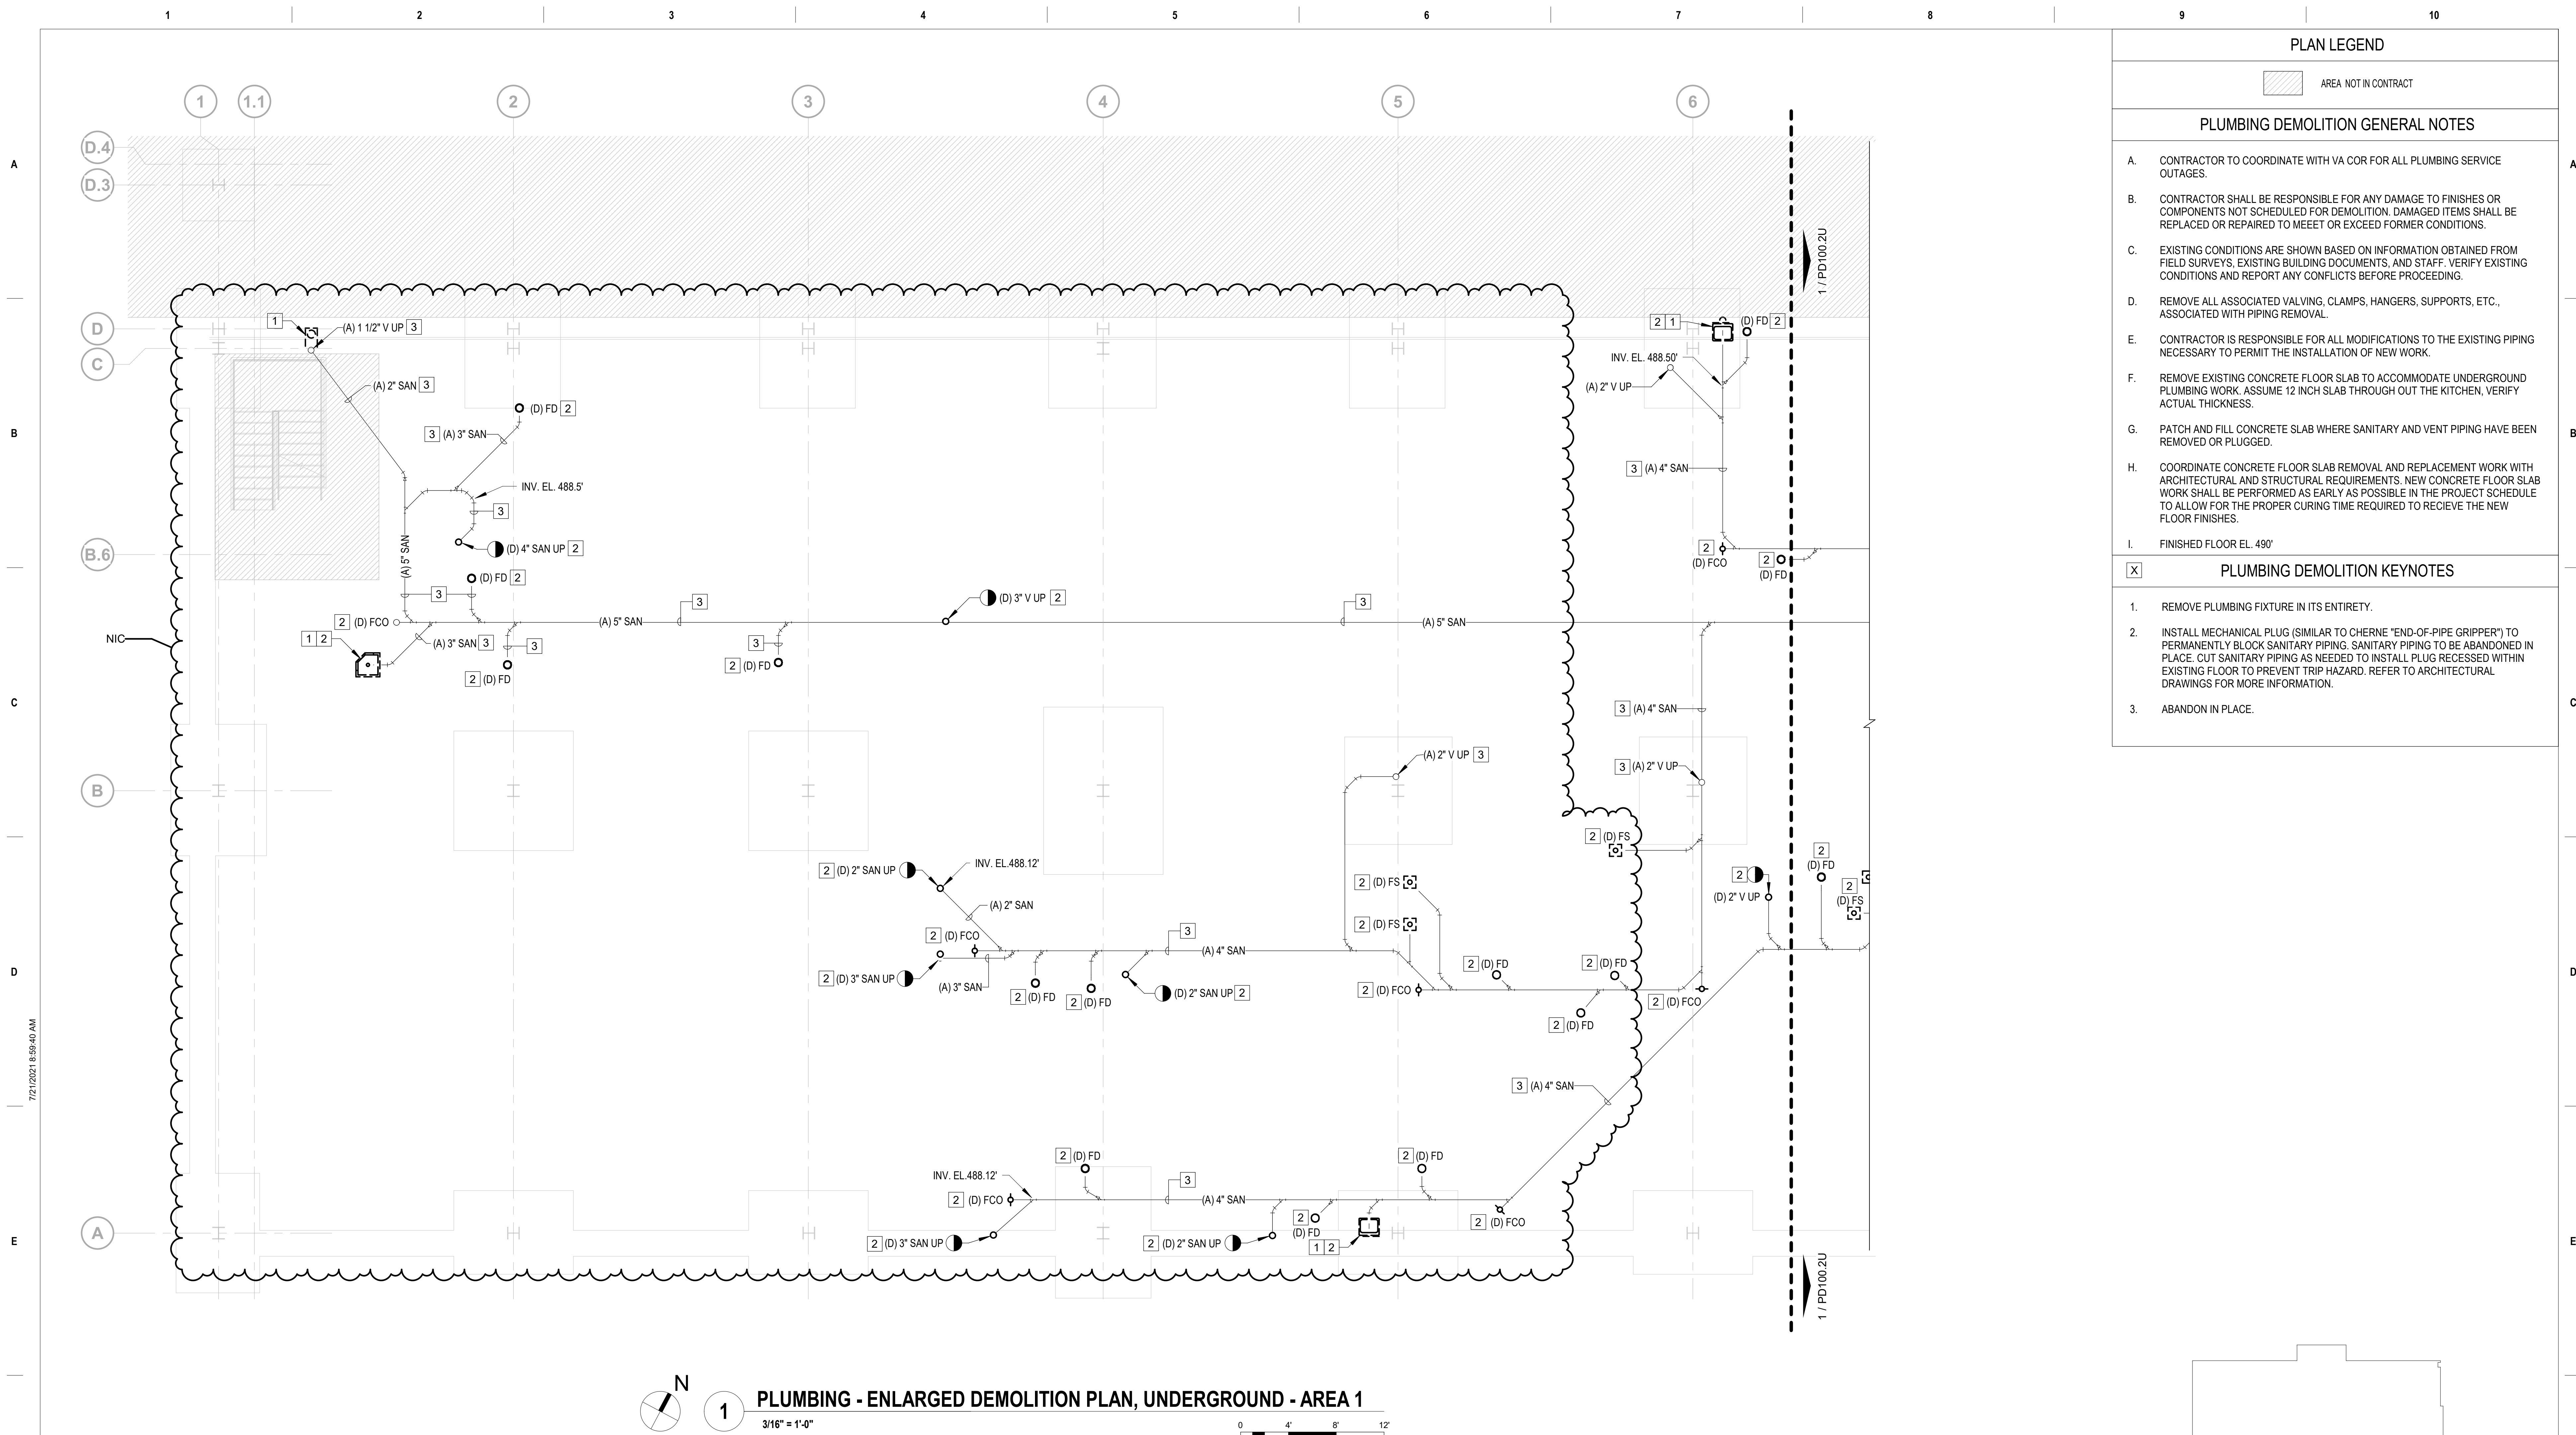 1 2 3 4 5 6 7 8 9 10
1 1.1 2 3 4 5 6
D.4
D.3
D
C
B.6
B
A
A
B
C
D
E
A
B
C
D
E
7/21/2021 8:59:40 AM
NIC
1
(A) 1 1/2" V UP 3
(A) 2" SAN 3
(D) FD 2
3 (A) 3" SAN
INV. EL. 488.5'
3
(D) 4" SAN UP 2
(A) 5" SAN
(D) FD 2
3
2 (D) FCO
1 2
(A) 3" SAN 3
3
2 (D) FD
(A) 5" SAN
3
3
2 (D) FD
(D) 3" V UP 2
3
(A) 5" SAN
2 1
(D) FD 2
INV. EL. 488.50'
(A) 2" V UP
3 (A) 4" SAN
2
(D) FCO
2
(D) FD
1 / PD100.2U
3 (A) 4" SAN
3 (A) 2" V UP
(A) 2" V UP 3
2 (D) FS
2 (D) 2" SAN UP
INV. EL.488.12'
(A) 2" SAN
2 (D) FCO
2 (D) 3" SAN UP
(A) 3" SAN
2 (D) FD
2 (D) FD
3
(A) 4" SAN
(D) 2" SAN UP 2
2 (D) FS
2 (D) FS
2 (D) FCO
2 (D) FD
2 (D) FD
2 (D) FD
2 (D) FCO
2
(D) 2" V UP
2
(D) FD
2
(D) FS
3 (A) 4" SAN
2 (D) FD
2 (D) FD
INV. EL.488.12'
2 (D) FCO
3
(A) 4" SAN
2 (D) 3" SAN UP
2 (D) 2" SAN UP
2
(D) FD
1 2
2 (D) FCO
1 / PD100.2U
N
1
PLUMBING - ENLARGED DEMOLITION PLAN, UNDERGROUND - AREA 1
3/16" = 1'-0"
0 4' 8' 12'
PLAN LEGEND
AREA NOT IN CONTRACT
PLUMBING DEMOLITION GENERAL NOTES
A. CONTRACTOR TO COORDINATE WITH VA COR FOR ALL PLUMBING SERVICE
OUTAGES.
B. CONTRACTOR SHALL BE RESPONSIBLE FOR ANY DAMAGE TO FINISHES OR
COMPONENTS NOT SCHEDULED FOR DEMOLITION. DAMAGED ITEMS SHALL BE
REPLACED OR REPAIRED TO MEEET OR EXCEED FORMER CONDITIONS.
C. EXISTING CONDITIONS ARE SHOWN BASED ON INFORMATION OBTAINED FROM
FIELD SURVEYS, EXISTING BUILDING DOCUMENTS, AND STAFF. VERIFY EXISTING
CONDITIONS AND REPORT ANY CONFLICTS BEFORE PROCEEDING.
D. REMOVE ALL ASSOCIATED VALVING, CLAMPS, HANGERS, SUPPORTS, ETC.,
ASSOCIATED WITH PIPING REMOVAL.
E. CONTRACTOR IS RESPONSIBLE FOR ALL MODIFICATIONS TO THE EXISTING PIPING
NECESSARY TO PERMIT THE INSTALLATION OF NEW WORK.
F. REMOVE EXISTING CONCRETE FLOOR SLAB TO ACCOMMODATE UNDERGROUND
PLUMBING WORK. ASSUME 12 INCH SLAB THROUGH OUT THE KITCHEN, VERIFY
ACTUAL THICKNESS.
G. PATCH AND FILL CONCRETE SLAB WHERE SANITARY AND VENT PIPING HAVE BEEN
REMOVED OR PLUGGED.
H. COORDINATE CONCRETE FLOOR SLAB REMOVAL AND REPLACEMENT WORK WITH
ARCHITECTURAL AND STRUCTURAL REQUIREMENTS. NEW CONCRETE FLOOR SLAB
WORK SHALL BE PERFORMED AS EARLY AS POSSIBLE IN THE PROJECT SCHEDULE
TO ALLOW FOR THE PROPER CURING TIME REQUIRED TO RECIEVE THE NEW
FLOOR FINISHES.
I. FINISHED FLOOR EL. 490'
X PLUMBING DEMOLITION KEYNOTES
1. REMOVE PLUMBING FIXTURE IN ITS ENTIRETY.
2. INSTALL MECHANICAL PLUG (SIMILAR TO CHERNE "END-OF-PIPE GRIPPER") TO
PERMANENTLY BLOCK SANITARY PIPING. SANITARY PIPING TO BE ABANDONED IN
PLACE. CUT SANITARY PIPING AS NEEDED TO INSTALL PLUG RECESSED WITHIN
EXISTING FLOOR TO PREVENT TRIP HAZARD. REFER TO ARCHITECTURAL
DRAWINGS FOR MORE INFORMATION.
3. ABANDON IN PLACE.